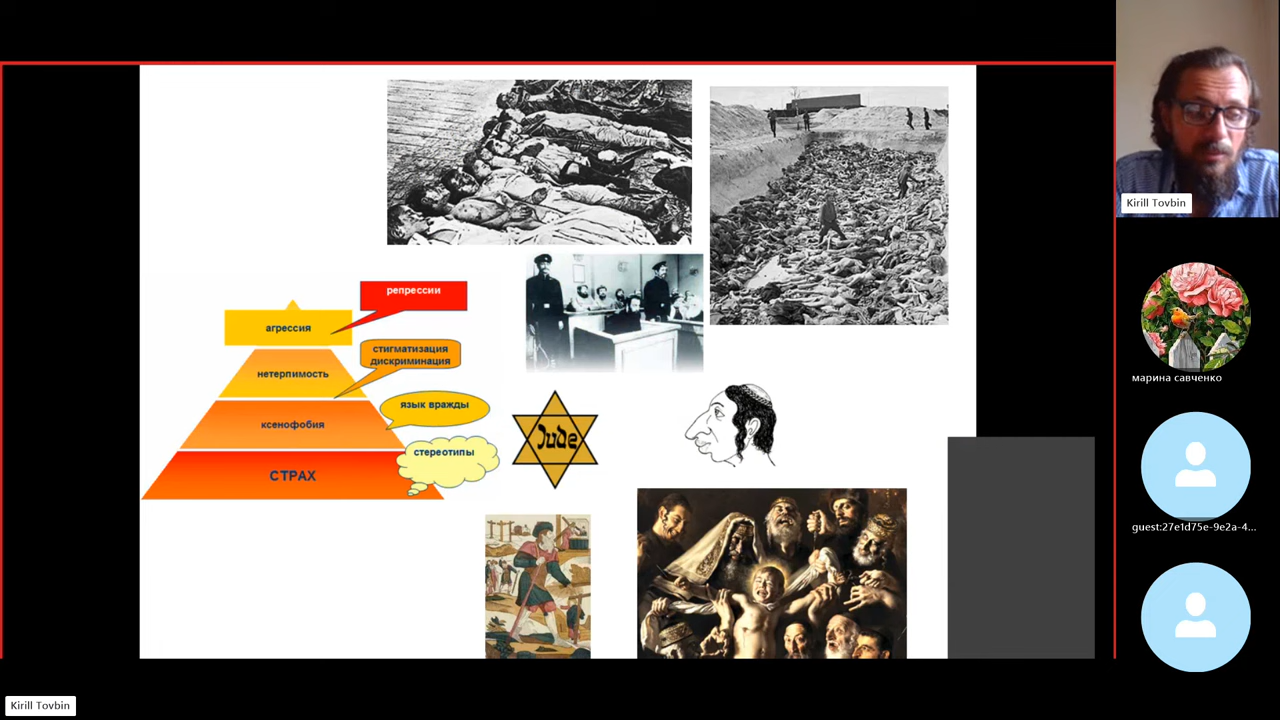 репрессии
агрессия
стигматизация
дискриминация
нетерпимость
язык вражды
ксенофобия
стереотипы
СТРАХ
Jude
Kirill Tovbin
марина савченко
guest:27e1d75e-9e2a-4...
Kirill Tovbin